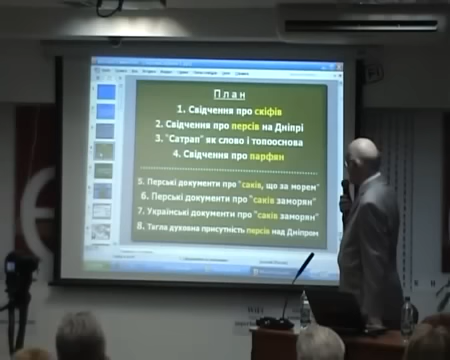 План
1. Свідчення про скіфів
2. Свідчення про персів на Дніпрі
3. "Сатрап" як слово і топооснова
4. Свідчення про парфян
5. Перські документи про "саків, що за морем"
6. Перські документи про "саків заморян"
7. Українські документи про "саків заморян"
8. Тягла духовна присутність персів над Дніпром